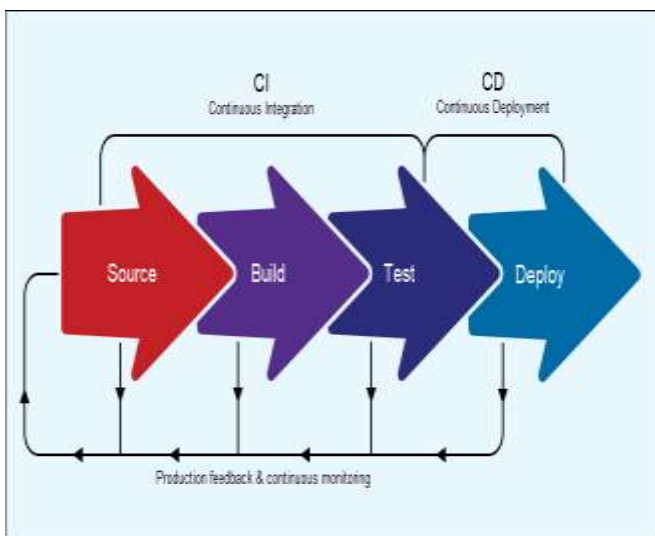 CI
Continuous Integration
CD
Continuous Deployment
Source
Build
Test
Deploy
Production feedback & continuous monitoring